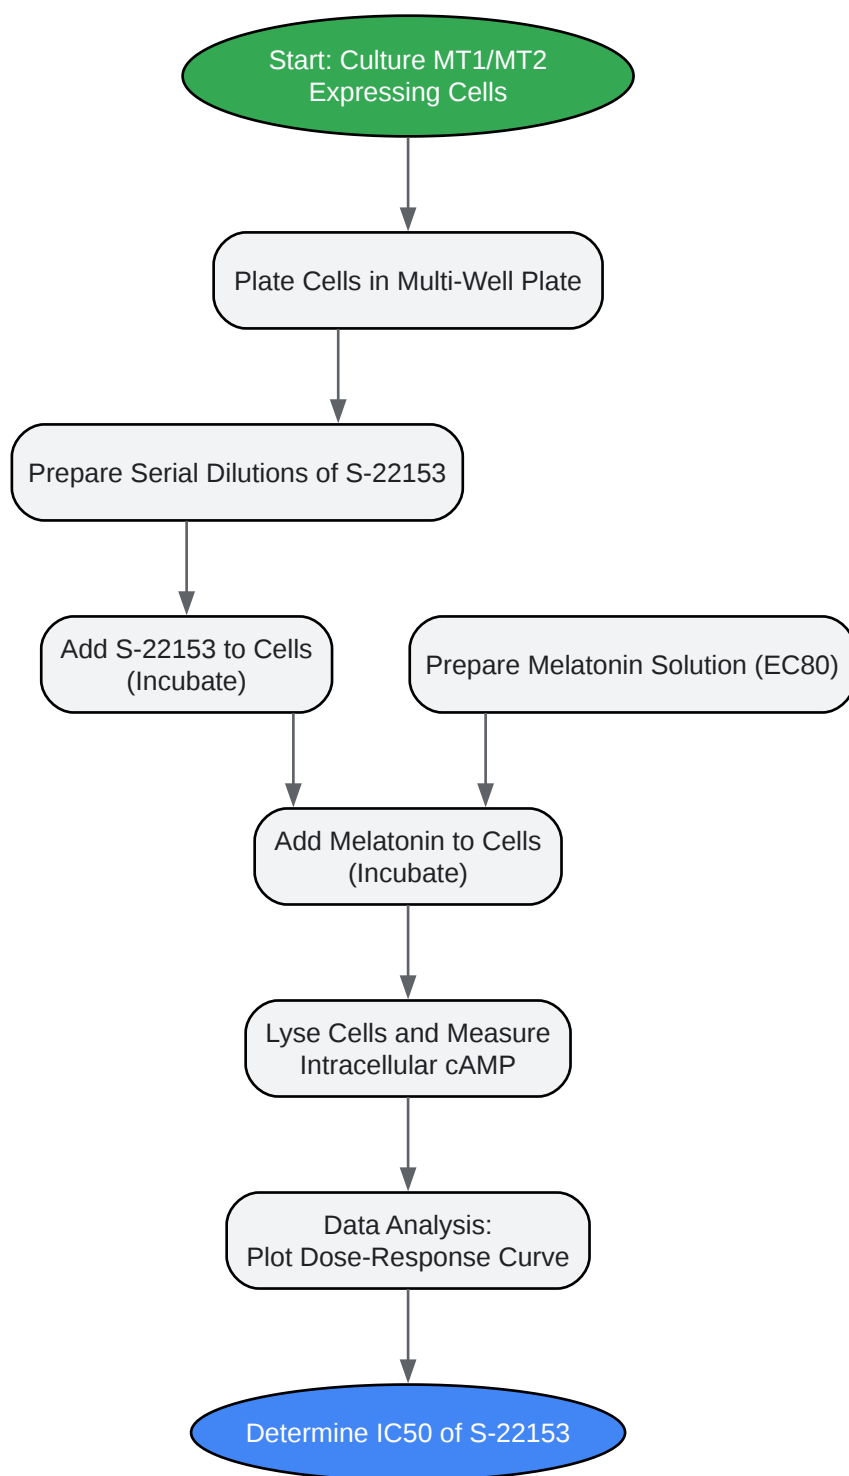 Start: Culture MT1/MT2
Expressing Cells
Plate Cells in Multi-Well Plate
Prepare Serial Dilutions of S-22153
Add S-22153 to Cells
(Incubate)
Prepare Melatonin Solution (EC80)
Add Melatonin to Cells
(Incubate)
Lyse Cells and Measure
Intracellular cAMP
Data Analysis:
Plot Dose-Response Curve
Determine IC50 of S-22153